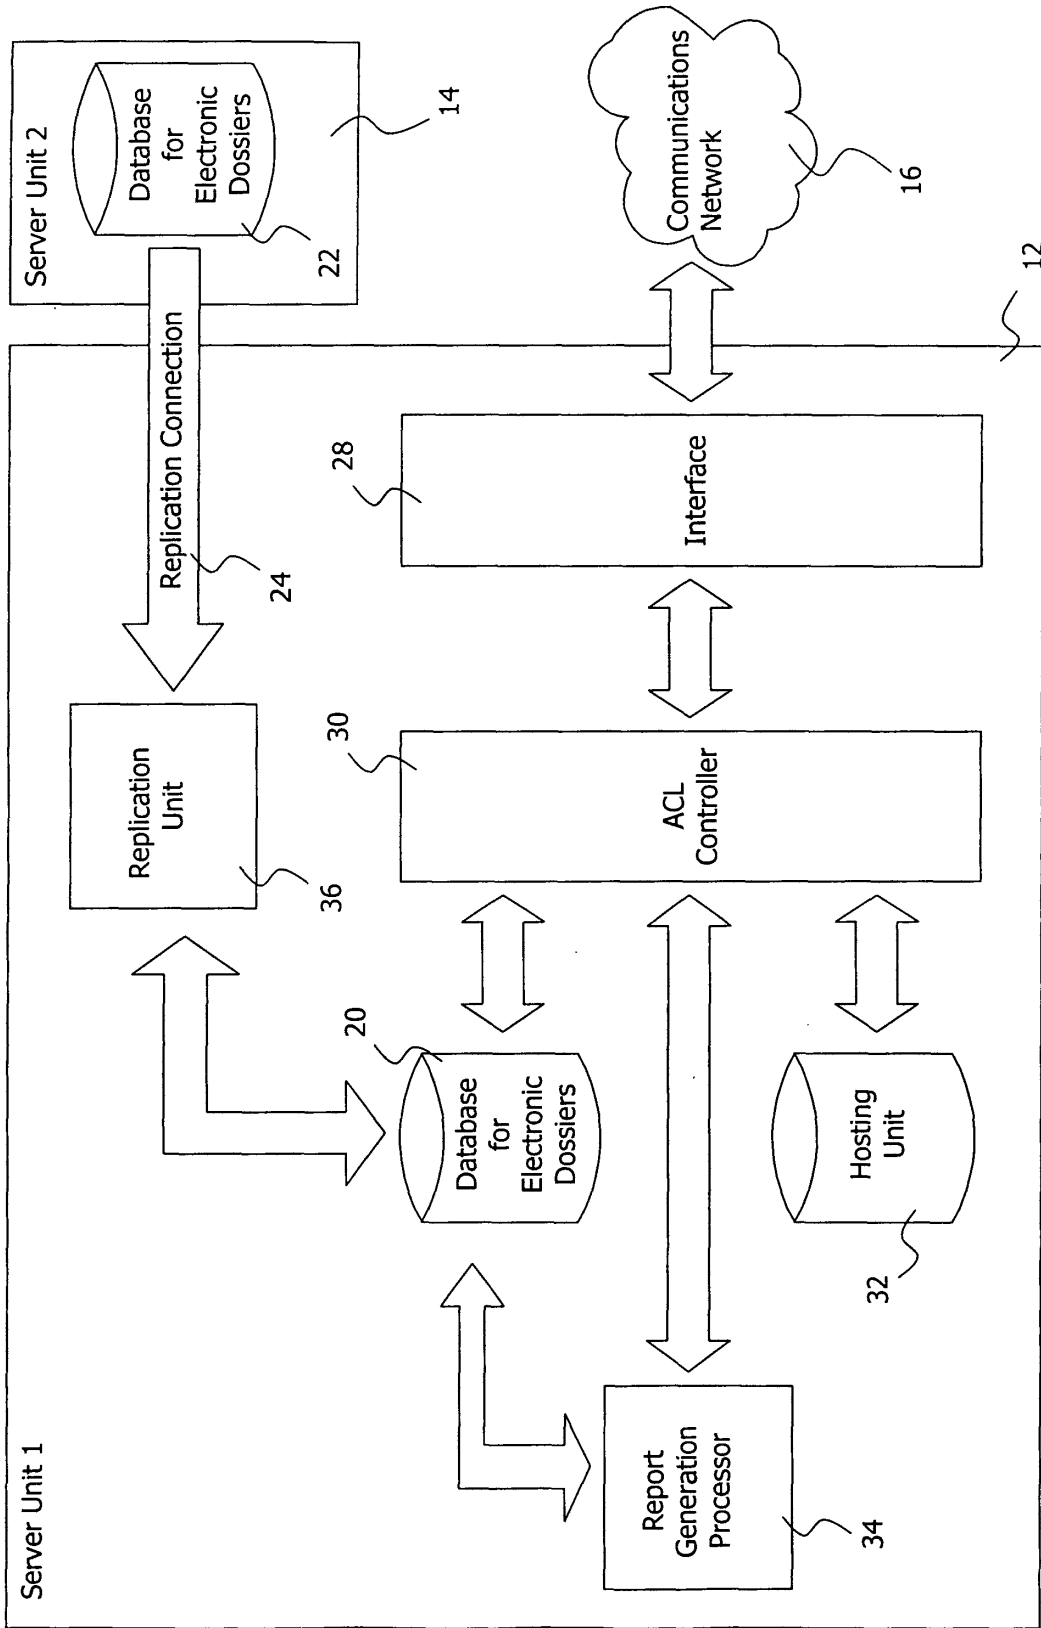 Server Unit 1
Server Unit 2
Database
for
Electronic
Dossiers
22
14
Replication Connection
24
Replication
Unit
36
Communications
Network
16
12
28
Interface
30
ACL
Controller
20
Database
for
Electronic
Dossiers
Hosting
Unit
32
Report
Generation
Processor
34